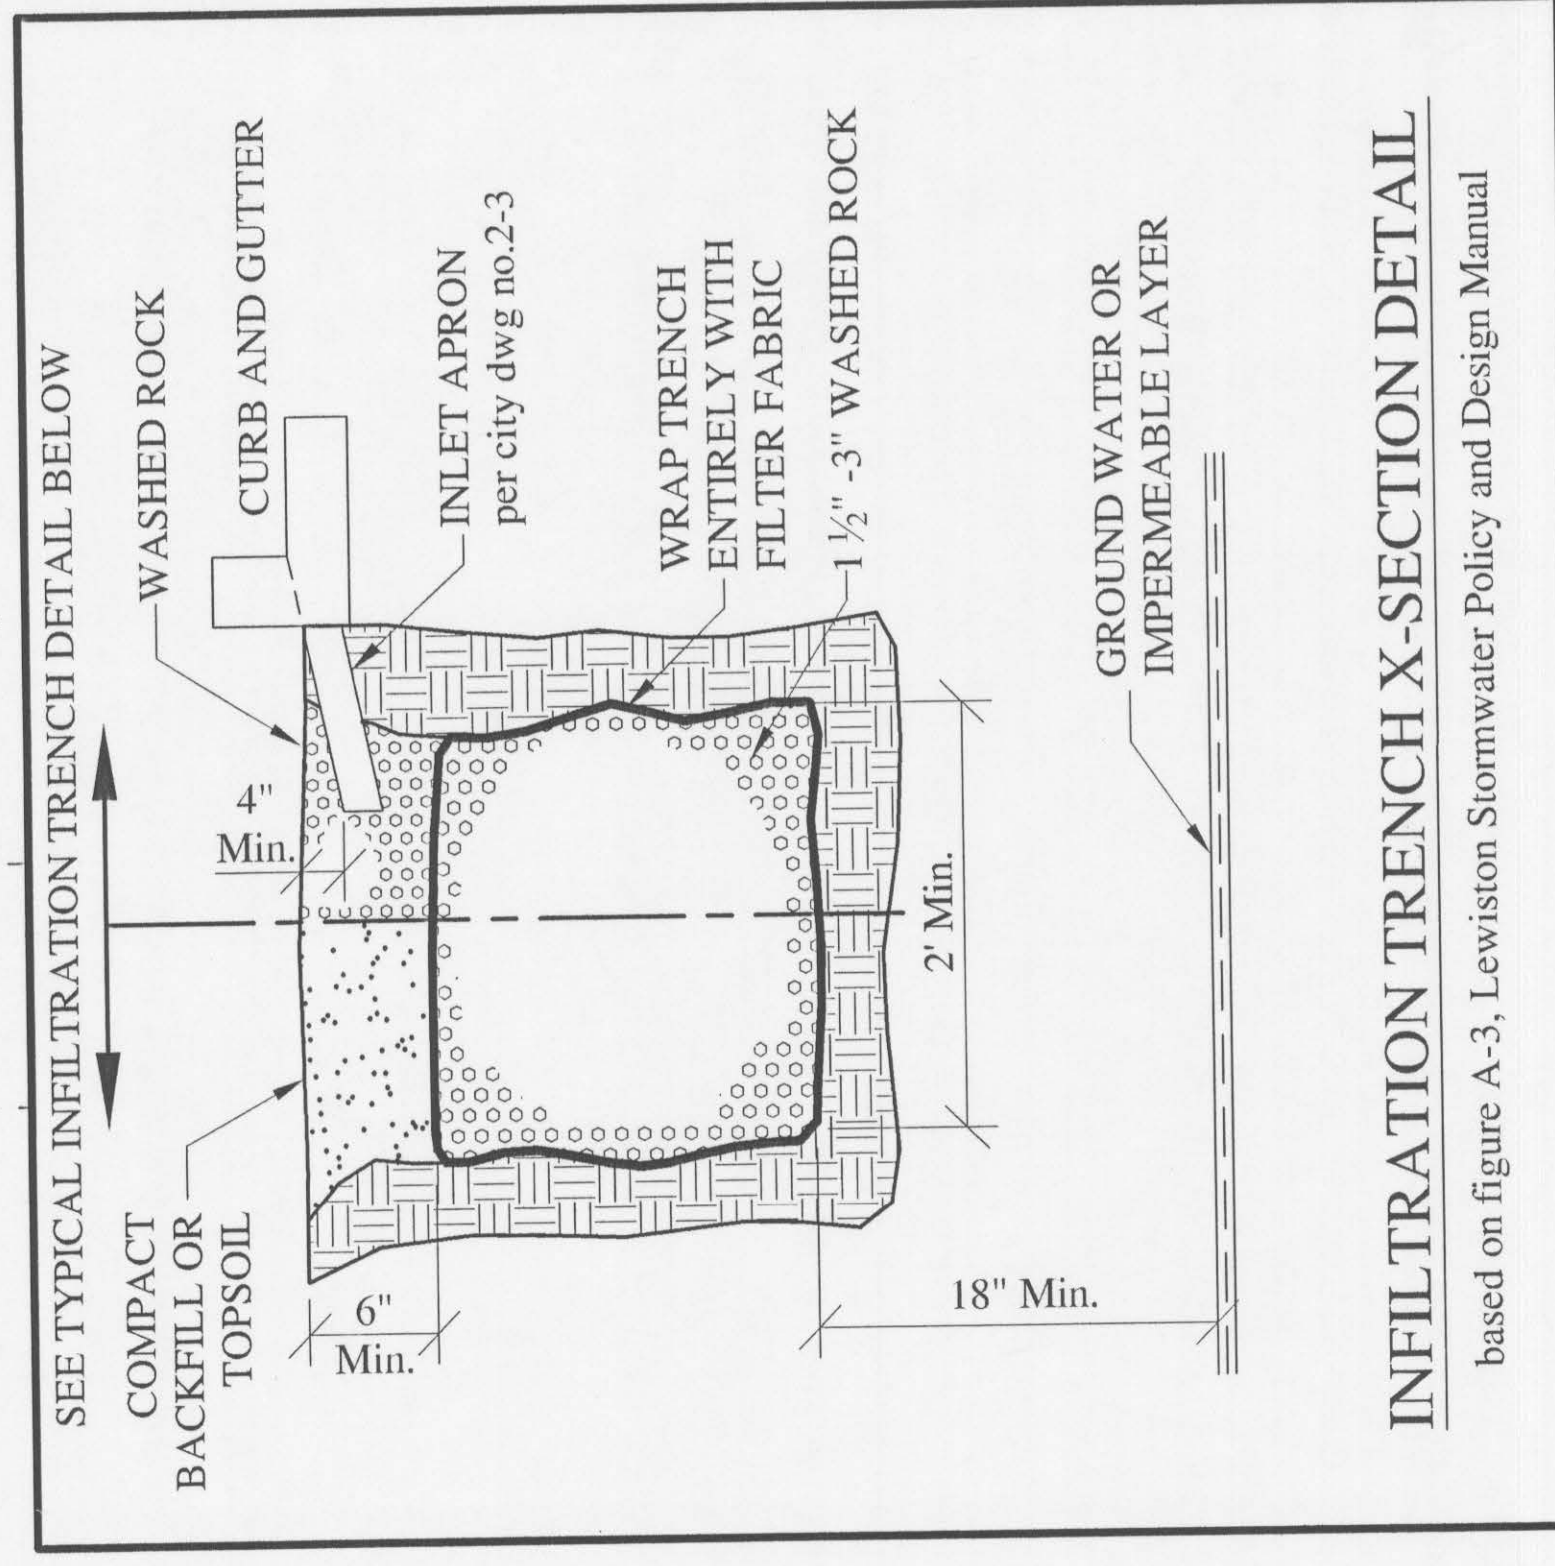 SEE TYPICAL INFILTRATION TRENCH DETAIL BELOW
COMPACT
BACKFILL OR
TOPSOIL
WASHED ROCK
CURB AND GUTTER
4"
Min.
6"
Min.
INLET APRON
per city dwg no.2-3
WRAP TRENCH
ENTIRELY WITH
FILTER FABRIC
1 ½" -3" WASHED ROCK
2' Min.
18" Min.
GROUND WATER OR
IMPERMEABLE LAYER
INFILTRATION TRENCH X-SECTION DETAIL
based on figure A-3, Lewiston Stormwater Policy and Design Manual